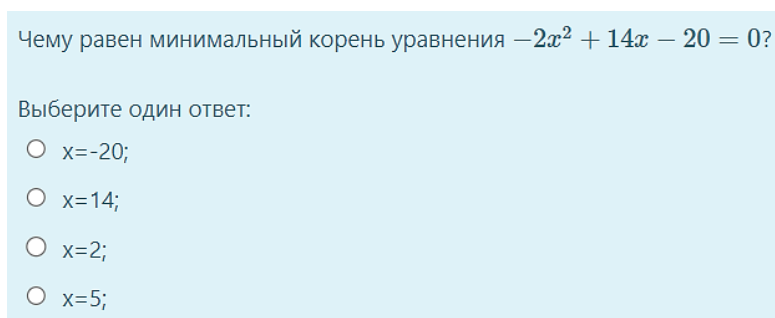 Чему равен минимальный корень уравнения −2x² + 14x − 20 = 0?
Выберите один ответ:
x=-20;
x=14;
x=2;
x=5;